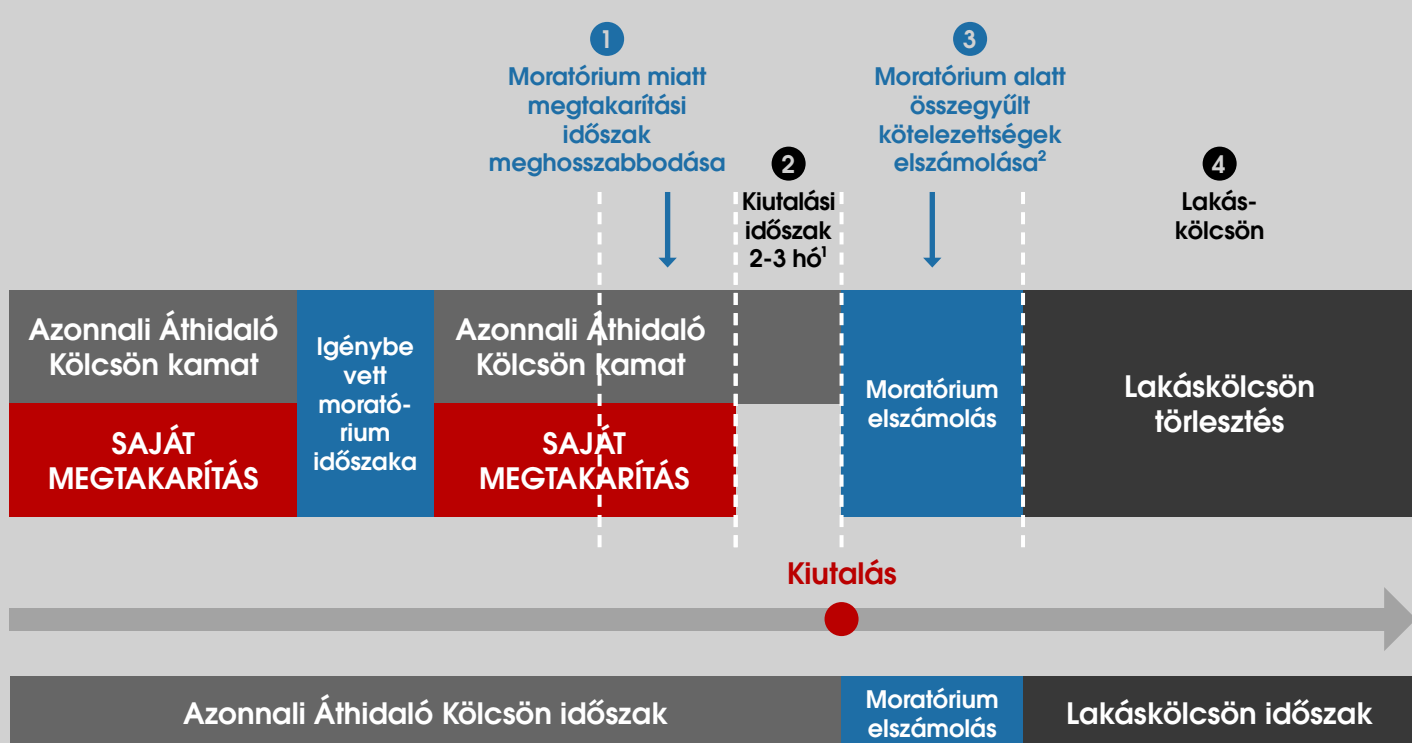 1
Moratórium miatt
megtakarítási
időszak
meghosszabbodása
2
Kiutalási
időszak
2-3 hó¹
3
Moratórium alatt
összegyűlt
kötelezettségek
elszámolása²
4
Lakás-
kölcsön
Azonnali Áthidaló
Kölcsön kamat
SAJÁT
MEGTAKARÍTÁS
Igénybe
vett
morató-
rium
időszaka
Azonnali Áthidaló
Kölcsön kamat
SAJÁT
MEGTAKARÍTÁS
Moratórium
elszámolás
Lakáskölcsön
törlesztés
Kiutalás
Azonnali Áthidaló Kölcsön időszak
Moratórium
elszámolás
Lakáskölcsön időszak